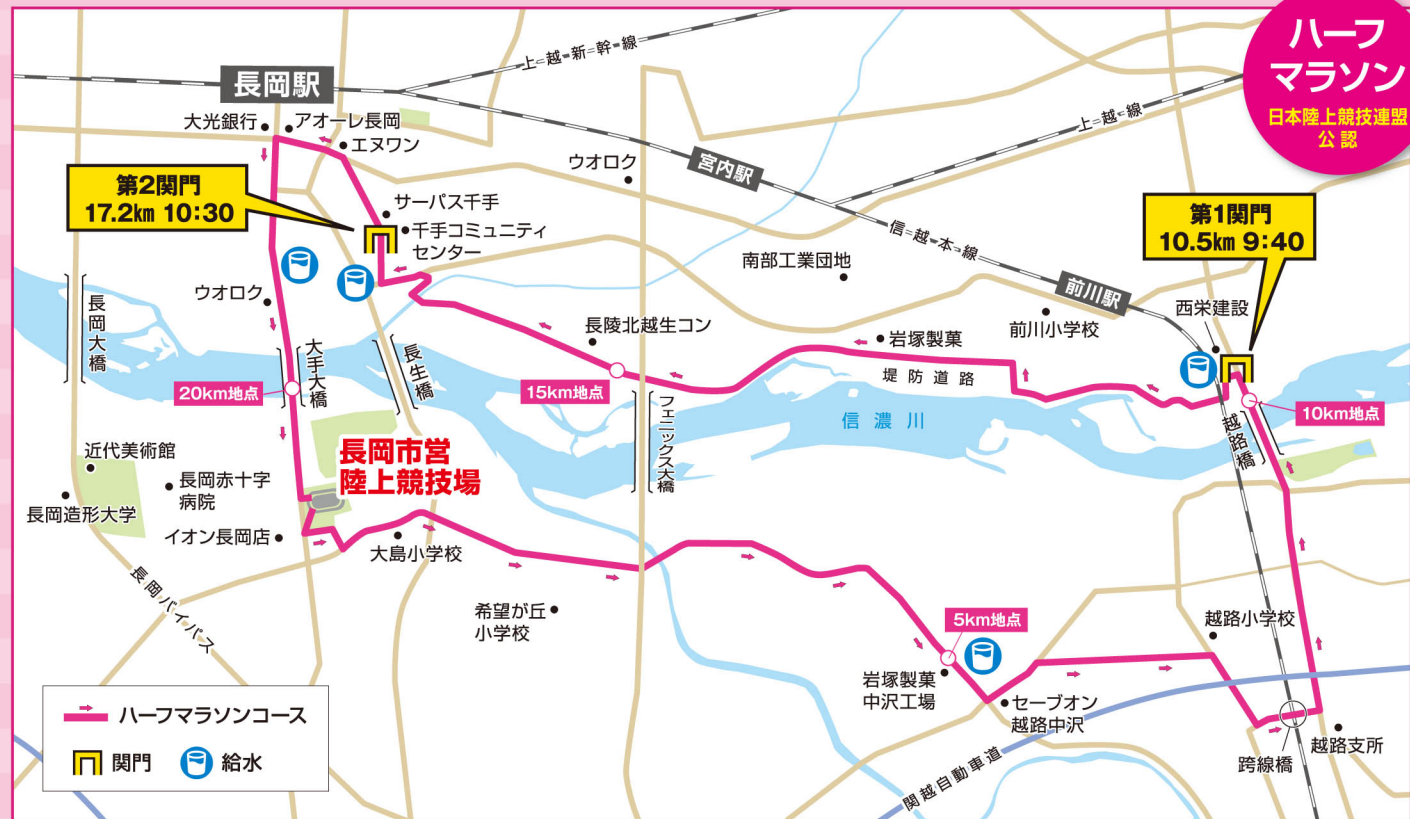 ハーフ
マラソン
日本陸上競技連盟
公認
上越新幹線
長岡駅
大光銀行
アオーレ長岡
エヌワン
上越線
ウオロク
宮内駅
第2関門
17.2km 10:30
サーパス千手
千手コミュニティ
センター
第1関門
10.5km 9:40
信越本線
南部工業団地
前川駅
ウオロク
西栄建設
前川小学校
長岡大橋
大手大橋
長生橋
長陵北越生コン
岩塚製菓
堤防道路
20km地点
15km地点
10km地点
信濃川
フェニックス大橋
越路橋
近代美術館
長岡市営
陸上競技場
長岡赤十字
病院
長岡造形大学
イオン長岡店
大島小学校
長岡バイパス
希望が丘
小学校
5km地点
越路小学校
岩塚製菓
中沢工場
セーブオン
越路中沢
跨線橋
越路支所
関越自動車道
ハーフマラソンコース
関門
給水